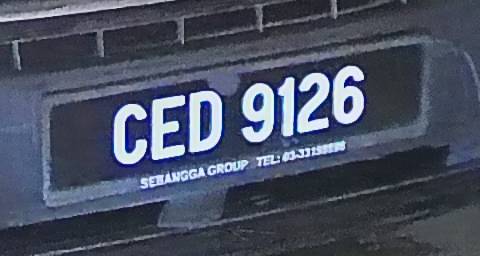 CED 9126
SEBANGGA GROUP TEL: